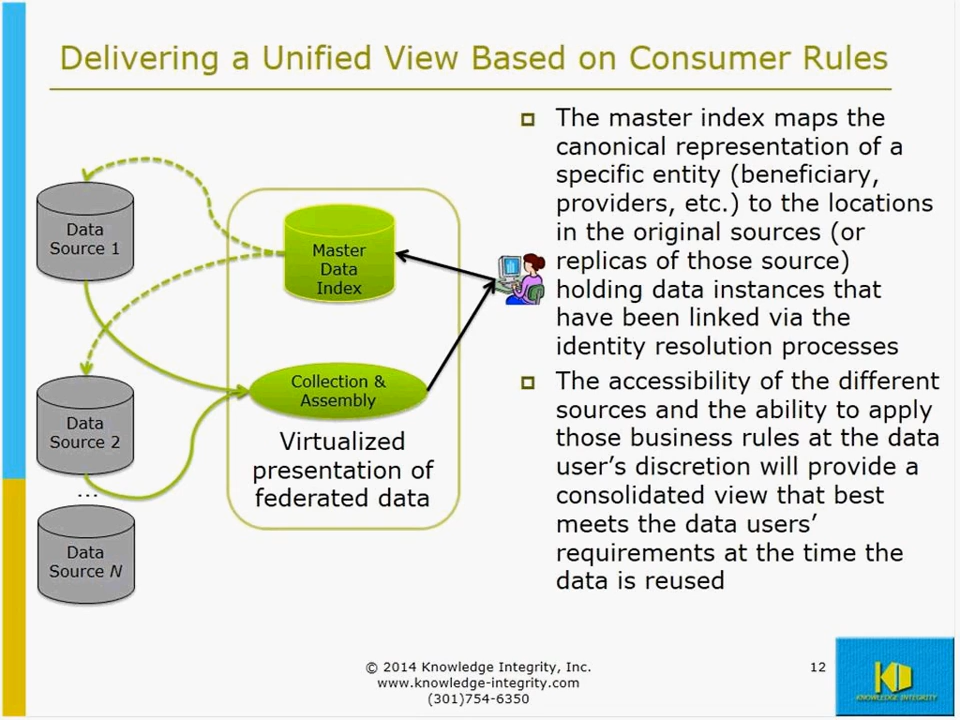 Delivering a Unified View Based on Consumer Rules
Data
Source 1
Master
Data
Index
Collection &
Assembly
Data
Source 2
Virtualized
presentation of
federated data
...
Data
Source N
The master index maps the
canonical representation of a
specific entity (beneficiary,
providers, etc.) to the locations
in the original sources (or
replicas of those source)
holding data instances that
have been linked via the
identity resolution processes
The accessibility of the different
sources and the ability to apply
those business rules at the data
user's discretion will provide a
consolidated view that best
meets the data users'
requirements at the time the
data is reused
© 2014 Knowledge Integrity, Inc.
www.knowledge-integrity.com
(301)754-6350
12
KNOWLEDGE INTEGRITY